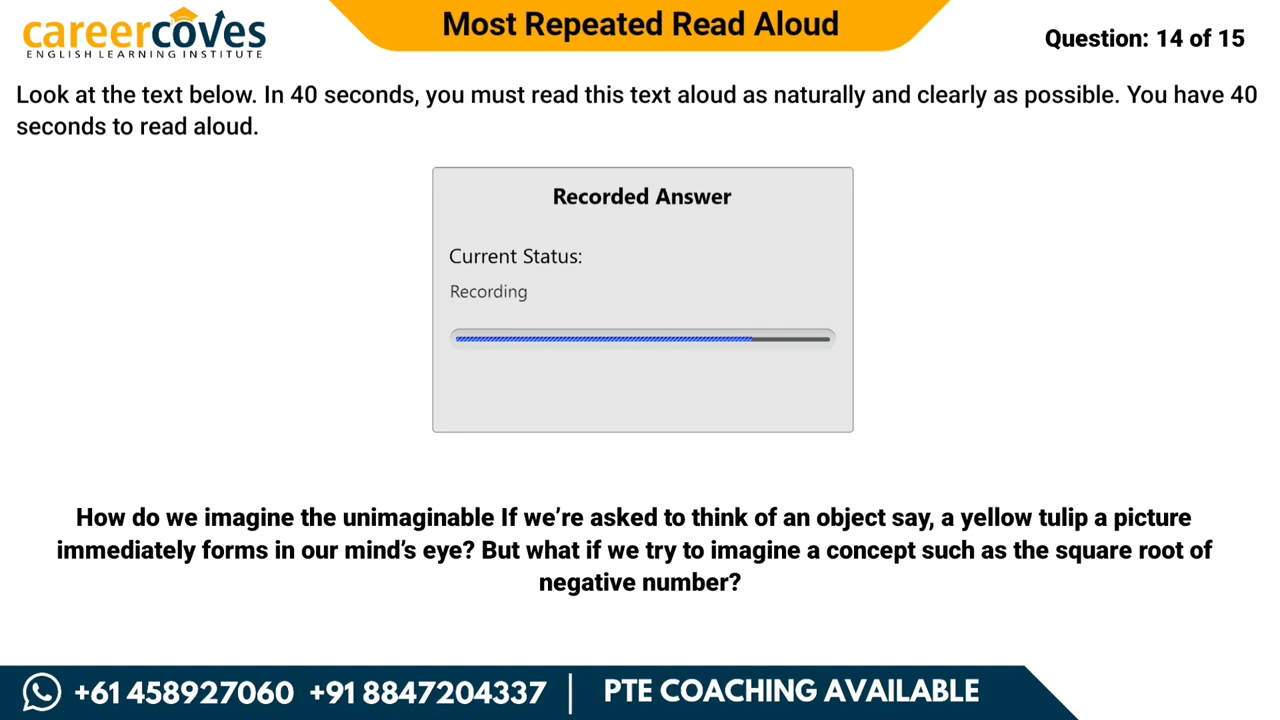 careercoves
ENGLISH LEARNING INSTITUTE
Most Repeated Read Aloud
Question: 14 of 15
Look at the text below. In 40 seconds, you must read this text aloud as naturally and clearly as possible. You have 40
seconds to read aloud.
Recorded Answer
Current Status:
Recording
How do we imagine the unimaginable If we’re asked to think of an object say, a yellow tulip a picture
immediately forms in our mind’s eye? But what if we try to imagine a concept such as the square root of
negative number?
+61 458927060 +91 8847204337 PTE COACHING AVAILABLE